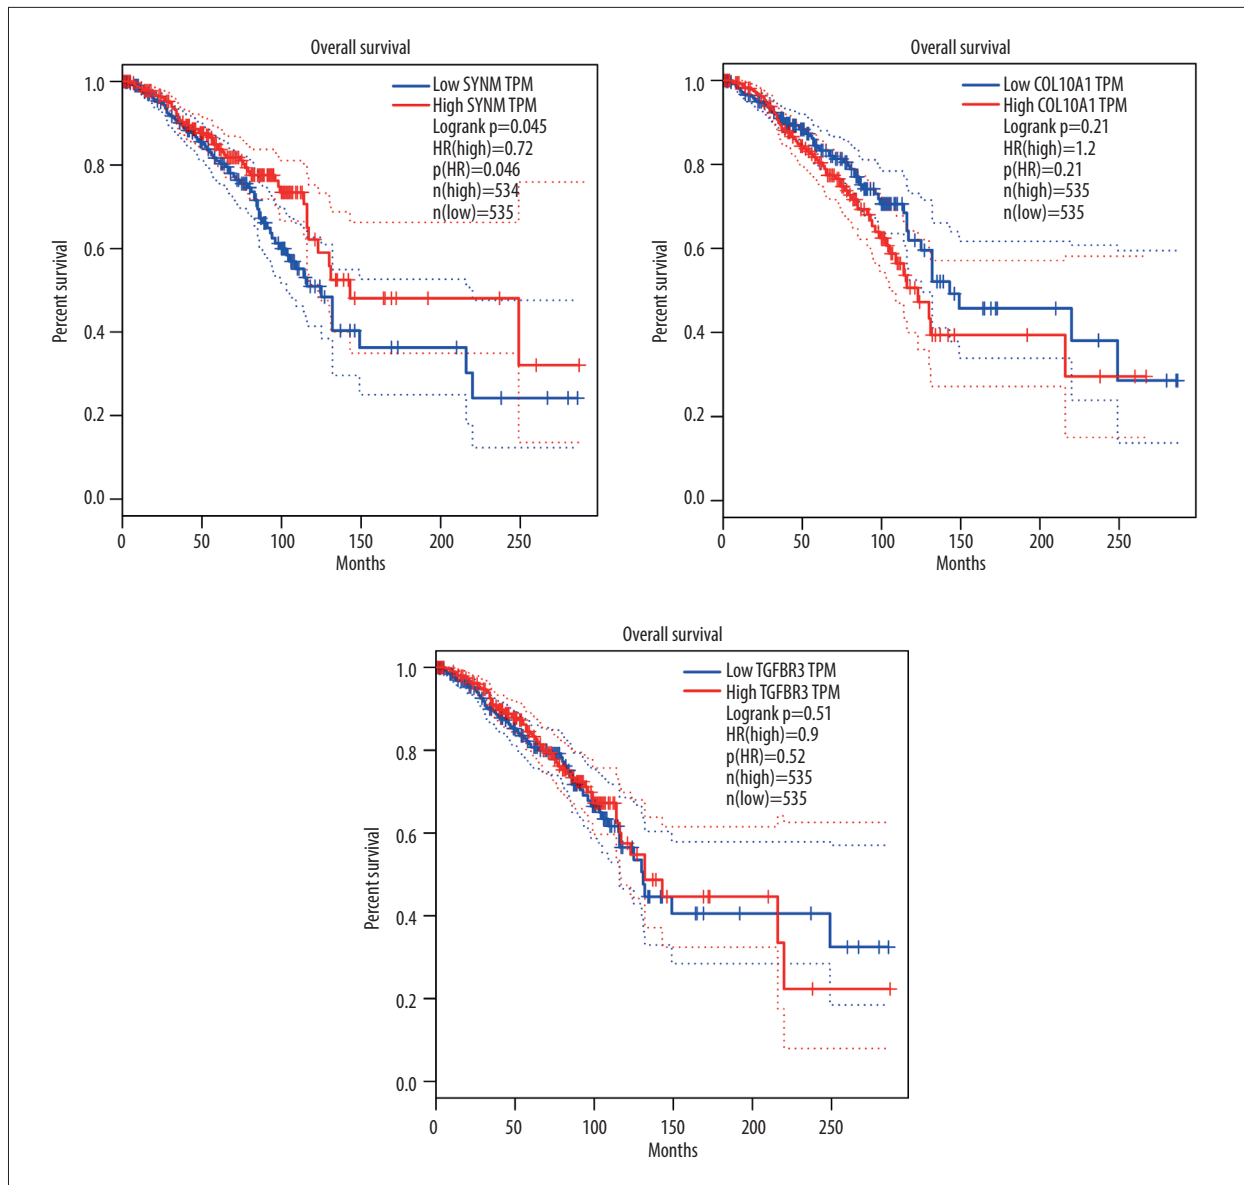 Overall survival
Low SYNM TPM
High SYNM TPM
Logrank p=0.045
HR(high)=0.72
p(HR)=0.046
n(high)=534
n(low)=535
Percent survival
1.0
0.8
0.6
0.4
0.2
0.0
0 50 100 150 200 250
Months
Overall survival
Low COL10A1 TPM
High COL10A1 TPM
Logrank p=0.21
HR(high)=1.2
p(HR)=0.21
n(high)=535
n(low)=535
Percent survival
1.0
0.8
0.6
0.4
0.2
0.0
0 50 100 150 200 250
Months
Overall survival
Low TGFBR3 TPM
High TGFBR3 TPM
Logrank p=0.51
HR(high)=0.9
p(HR)=0.52
n(high)=535
n(low)=535
Percent survival
1.0
0.8
0.6
0.4
0.2
0.0
0 50 100 150 200 250
Months